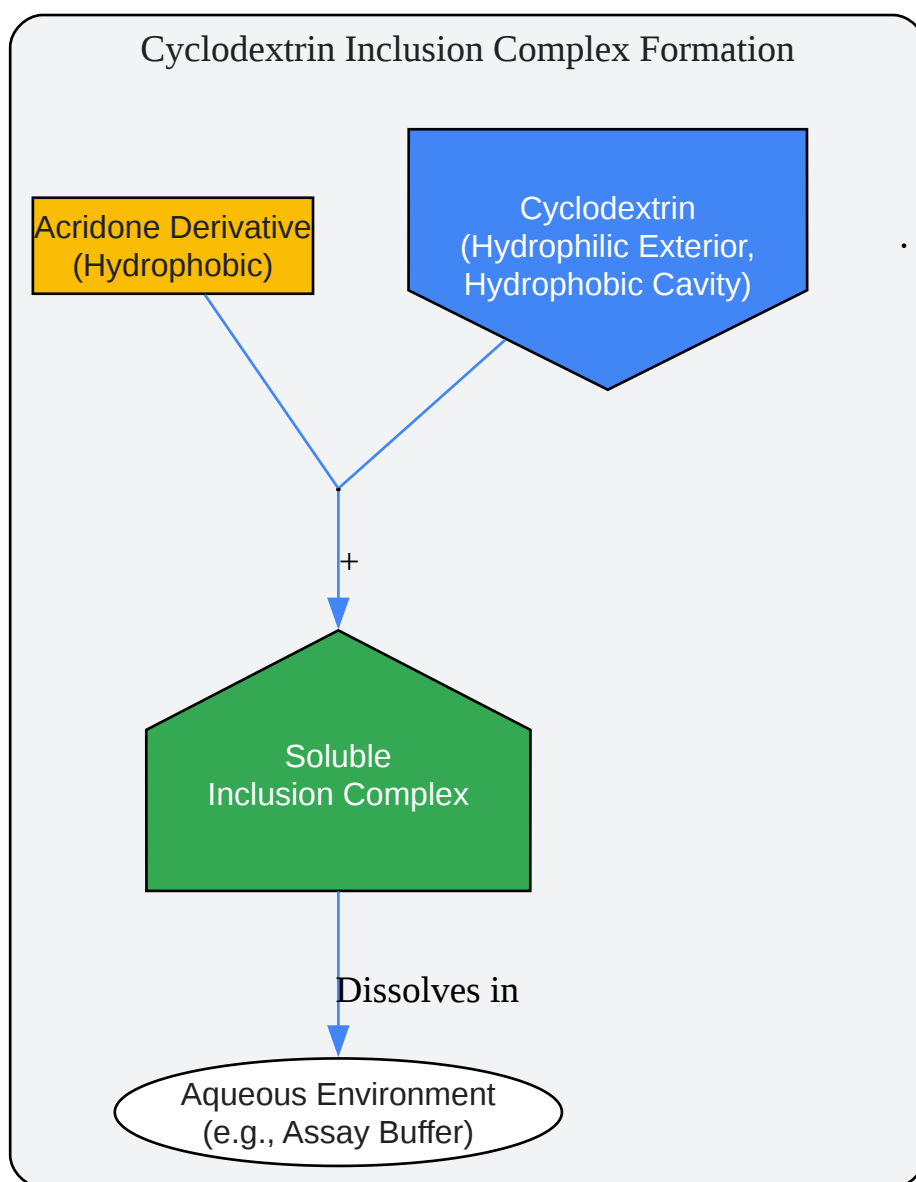 Cyclodextrin Inclusion Complex Formation
Acridone Derivative
(Hydrophobic)
Cyclodextrin
(Hydrophilic Exterior,
Hydrophobic Cavity)
.
+
Soluble
Inclusion Complex
Dissolves in
Aqueous Environment
(e.g., Assay Buffer)